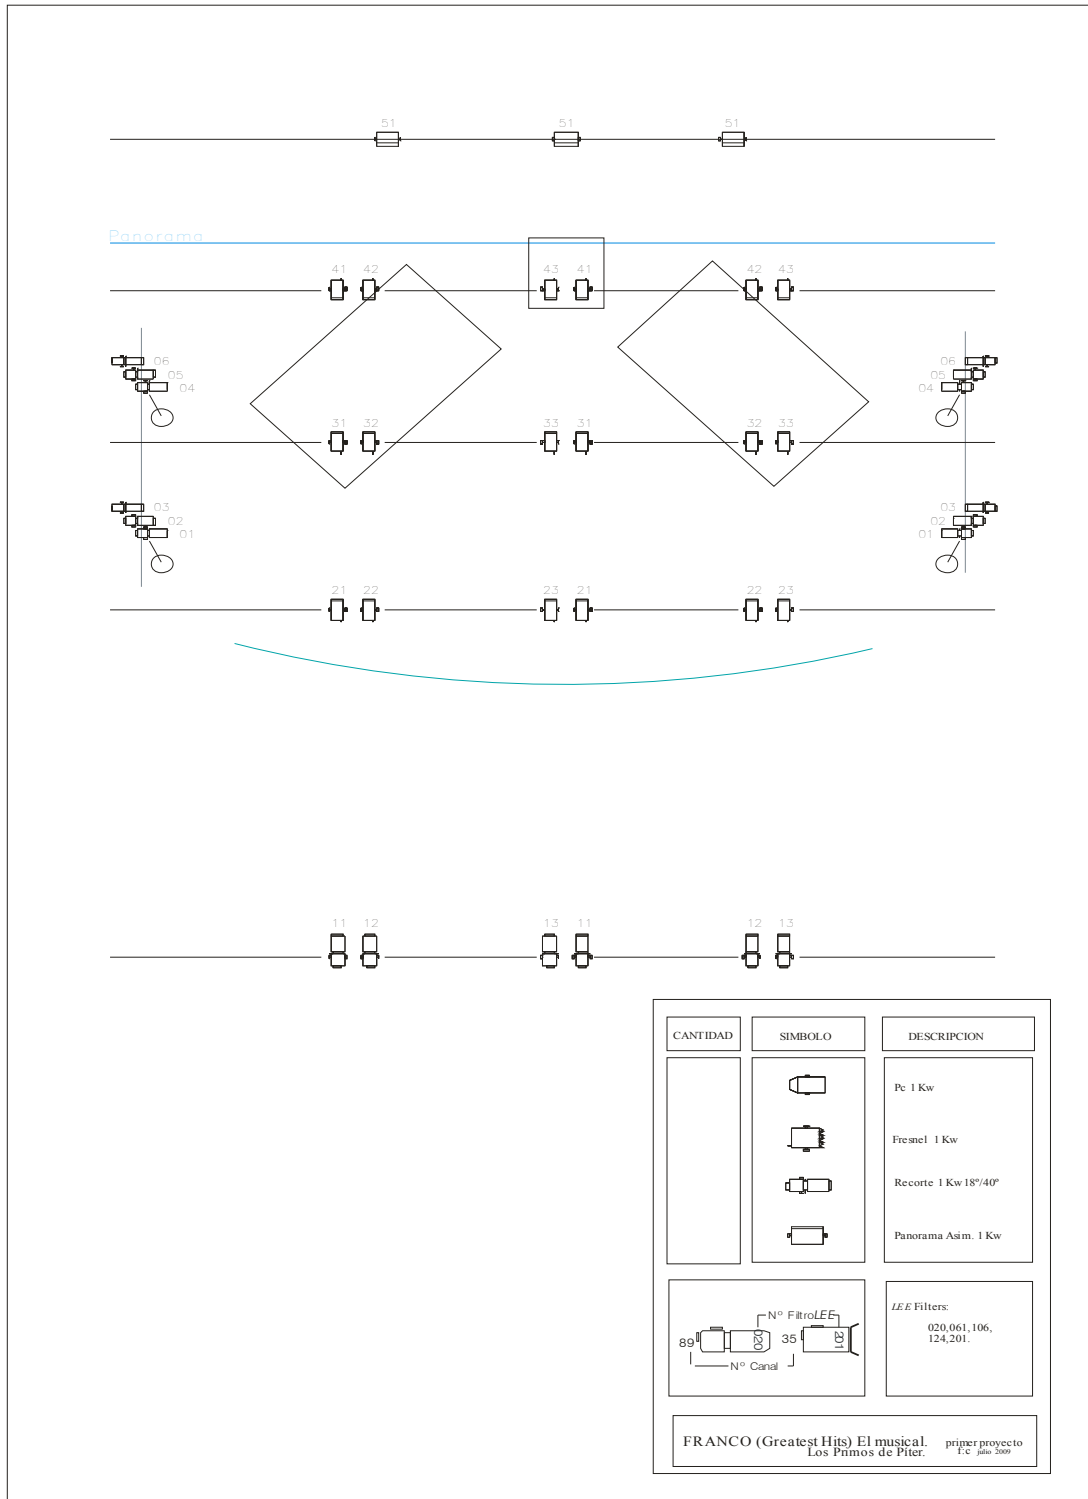 51 51 51
Panorama
41 42 43 41 42 43
06 06
05 05
04 04
31 32 33 31 32 33
03 03
02 02
01 01
21 22 23 21 22 23
11 12 13 11 12 13
CANTIDAD SIMBOLO DESCRIPCION
Pc 1 Kw
Fresnel 1 Kw
Recorte 1 Kw 18º/40º
Panorama Asim. 1 Kw
Nº Filtro LEE
89 020 35 201
Nº Canal
LEE Filters:
020,061,106,
124,201.
FRANCO (Greatest Hits) El musical. primer proyecto
Los Primos de Píter. f.c julio 2009